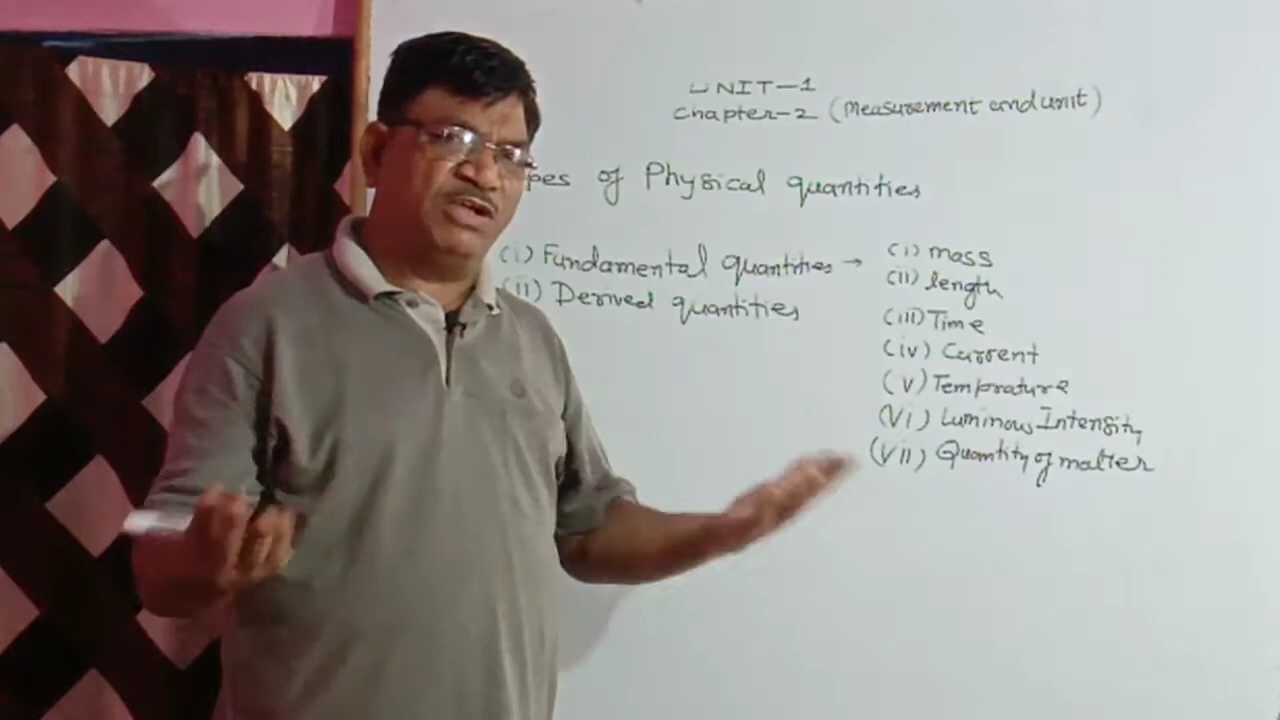 UNIT-1
Chapter-2 (Measurement and unit)
pes of Physical quantities
(i) Fundamental quantities → (i) mass
(ii) Derived quantities
(ii) length
(iii) Time
(iv) Current
(v) Temprature
(vi) Luminous Intensity
(vii) Quantity of matter